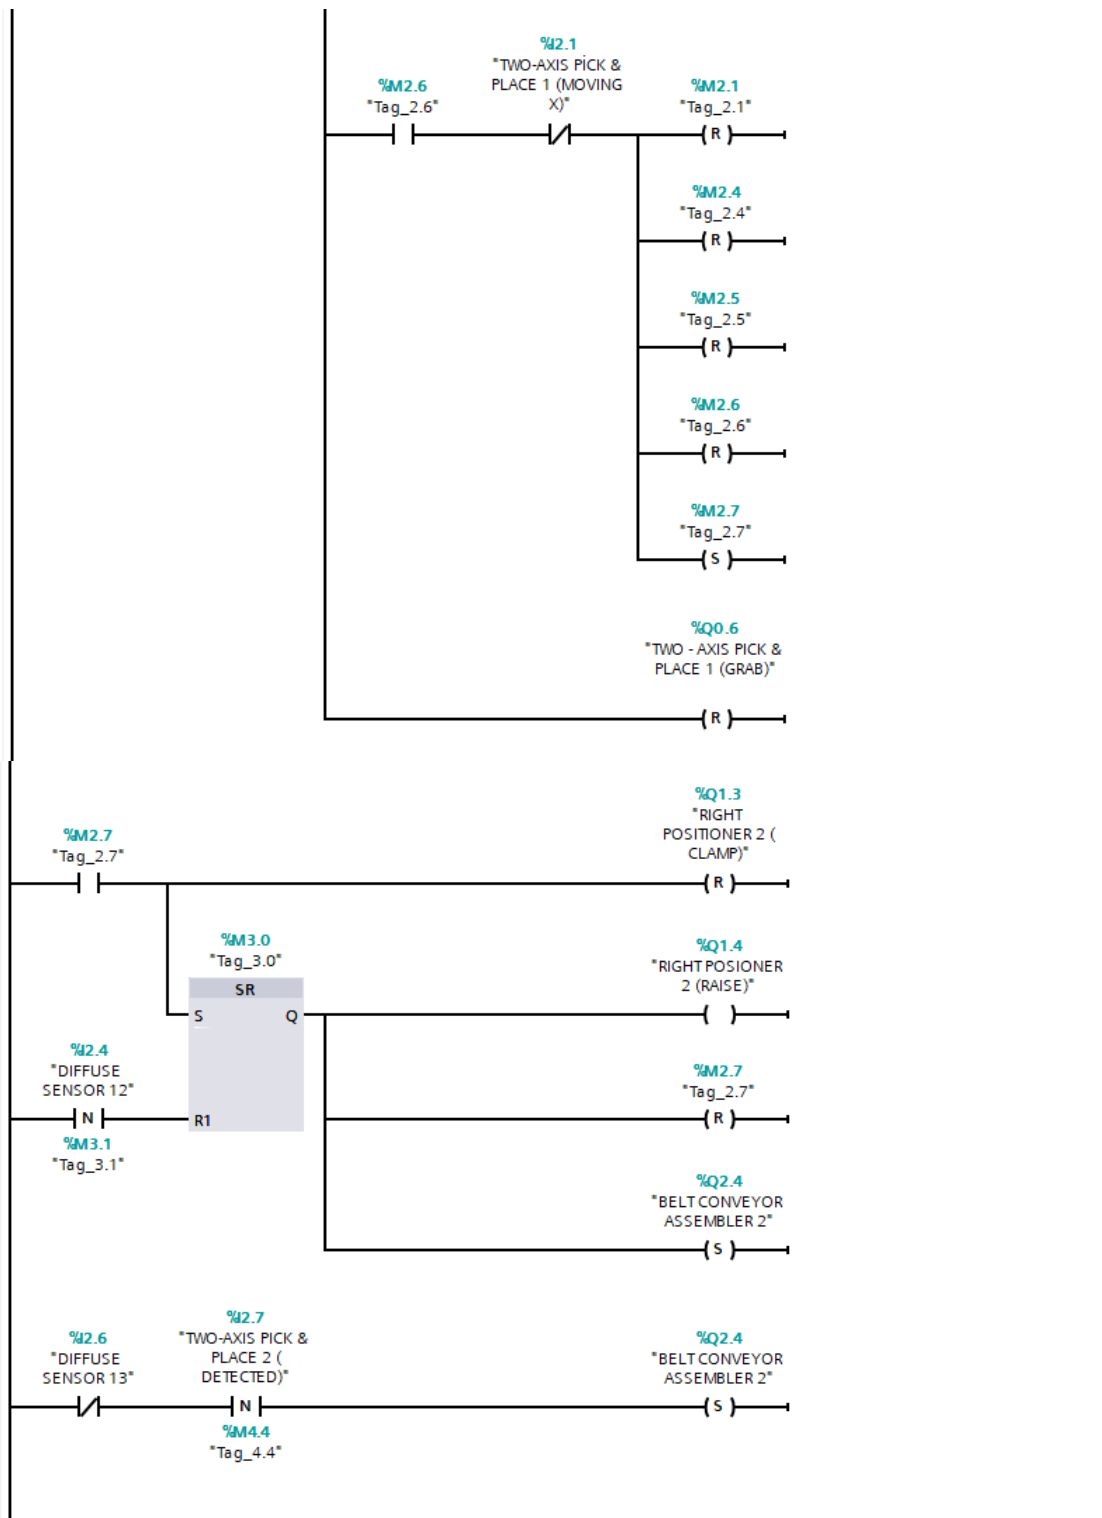 %I2.1
"TWO-AXIS PİCK &
PLACE 1 (MOVING
X)"
%M2.6
"Tag_2.6"
%M2.1
"Tag_2.1"
R
%M2.4
"Tag_2.4"
R
%M2.5
"Tag_2.5"
R
%M2.6
"Tag_2.6"
R
%M2.7
"Tag_2.7"
S
%Q0.6
"TWO - AXIS PICK &
PLACE 1 (GRAB)"
R
%M2.7
"Tag_2.7"
%Q1.3
"RIGHT
POSITIONER 2 (
CLAMP)"
R
%M3.0
"Tag_3.0"
SR
S
Q
R1
%Q1.4
"RIGHT POSIONER
2 (RAISE)"
%I2.4
"DIFFUSE
SENSOR 12"
N
%M3.1
"Tag_3.1"
%M2.7
"Tag_2.7"
R
%Q2.4
"BELT CONVEYOR
ASSEMBLER 2"
S
%I2.6
"DIFFUSE
SENSOR 13"
%I2.7
"TWO-AXIS PICK &
PLACE 2 (
DETECTED)"
N
%M4.4
"Tag_4.4"
%Q2.4
"BELT CONVEYOR
ASSEMBLER 2"
S